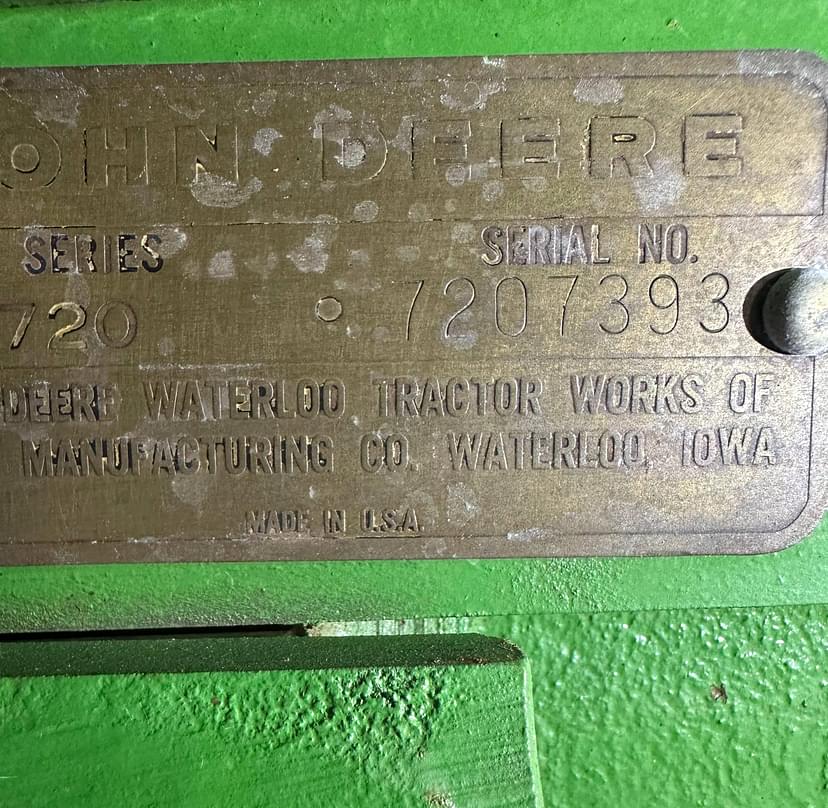 OHN DEERE
SERIES SERIAL NO.
720 • 7207393
DEERE WATERLOO TRACTOR WORKS OF
MANUFACTURING CO. WATERLOO, IOWA
MADE IN U.S.A.